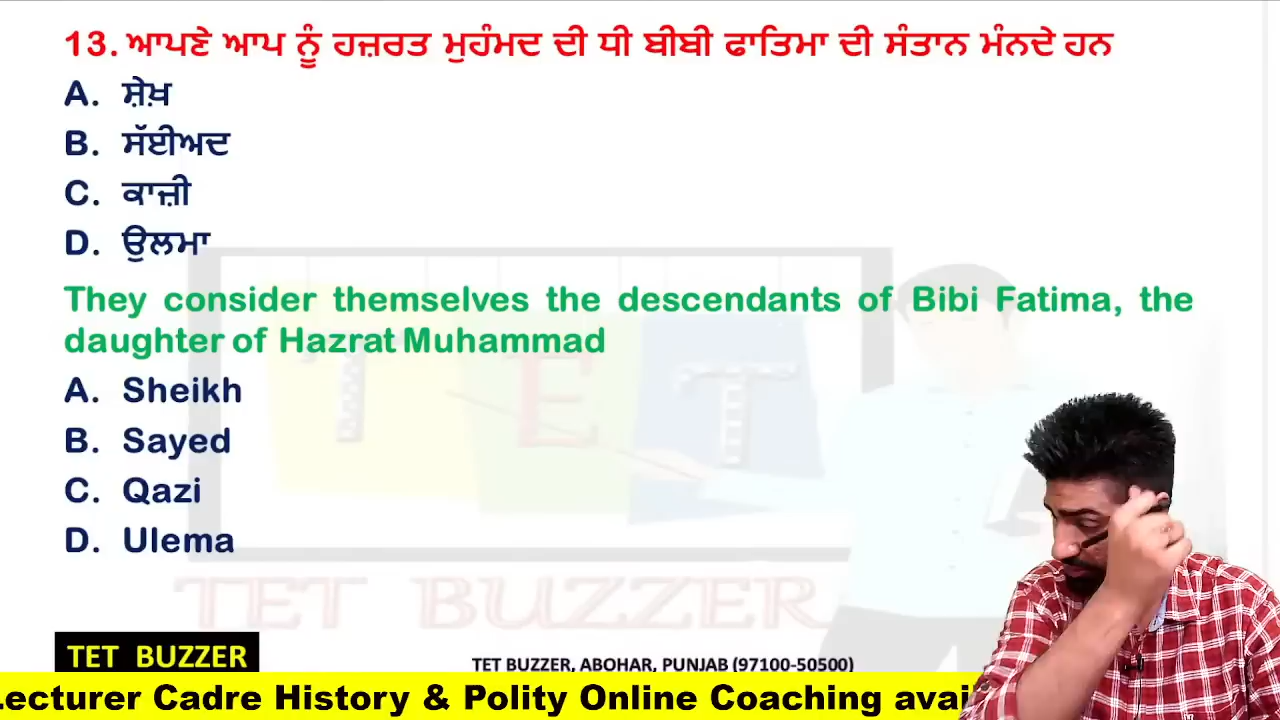 13. ਆਪਣੇ ਆਪ ਨੂੰ ਹਜ਼ਰਤ ਮੁਹੰਮਦ ਦੀ ਧੀ ਬੀਬੀ ਫਾਤਿਮਾ ਦੀ ਸੰਤਾਨ ਮੰਨਦੇ ਹਨ
A. ਸ਼ੇਖ਼
B. ਸੱਈਅਦ
C. ਕਾਜ਼ੀ
D. ਉਲਮਾ
They consider themselves the descendants of Bibi Fatima, the
daughter of Hazrat Muhammad
A. Sheikh
B. Sayed
C. Qazi
D. Ulema
T E T
TET BUZZER
TET BUZZER
TET BUZZER, ABOHAR, PUNJAB (97100-50500)
Lecturer Cadre History & Polity Online Coaching avai